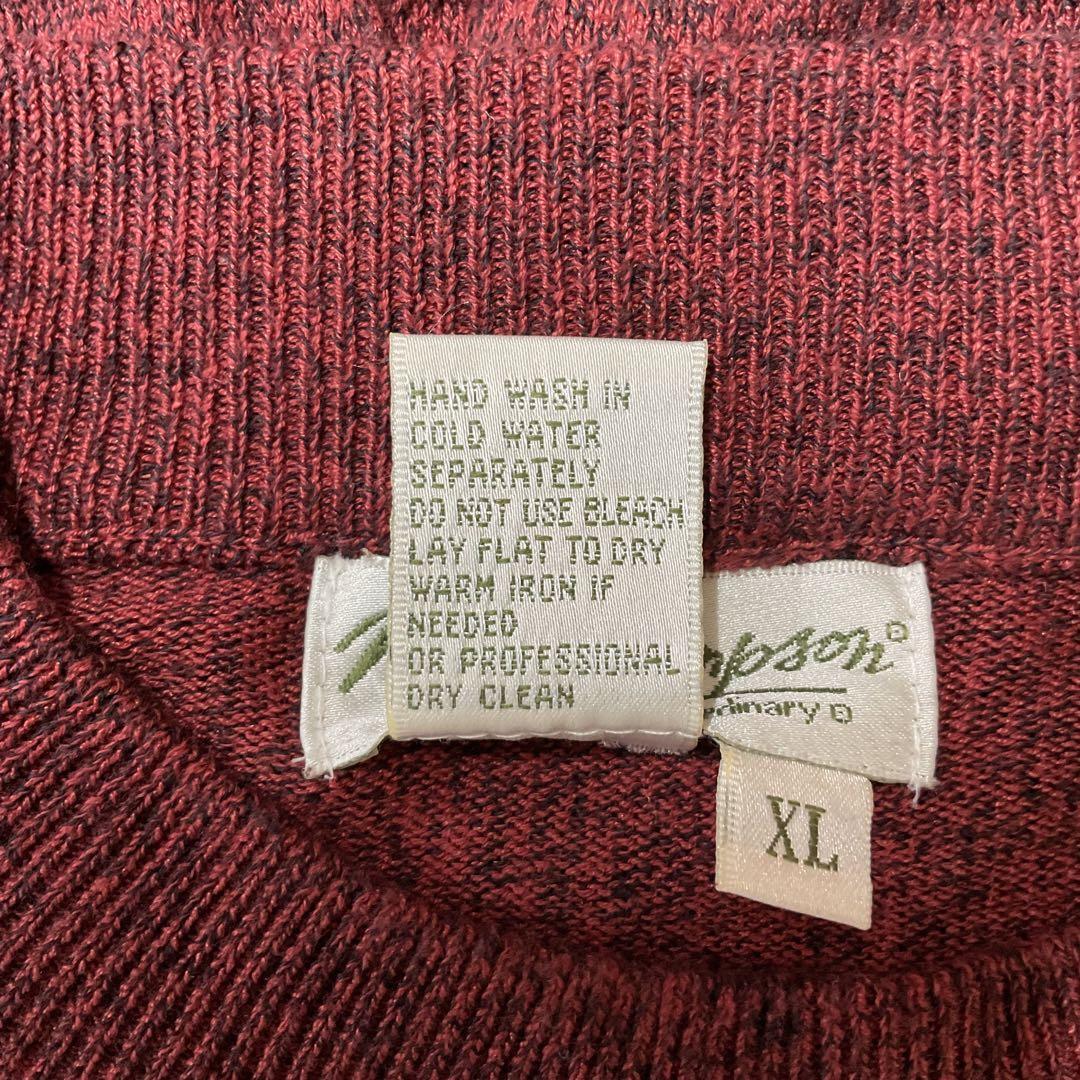 HAND WASH IN
COLD WATER
SEPARATELY
DO NOT USE BLEACH
LAY FLAT TO DRY
WARM IRON IF
NEEDED
OR PROFESSIONAL
DRY CLEAN
XL